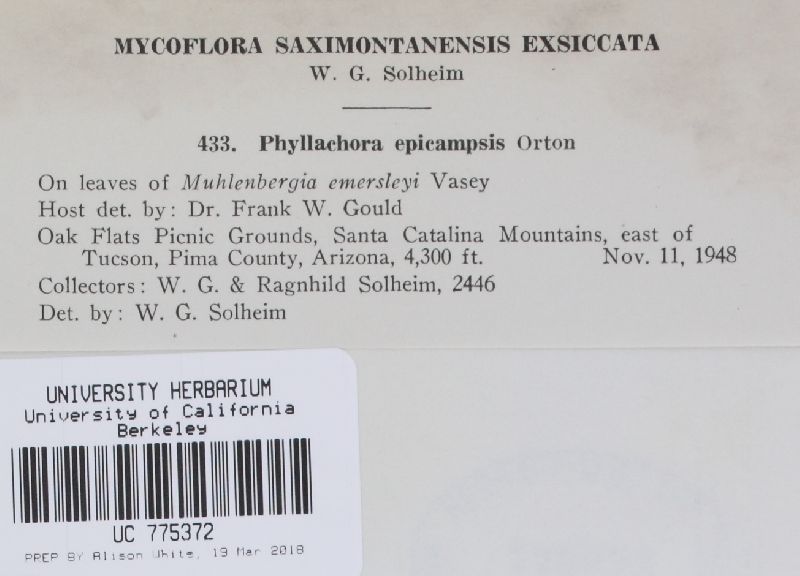 MYCOFLORA SAXIMONTANENSIS EXSICCATA
W. G. Solheim
433. Phyllachora epicampsis Orton
On leaves of Muhlenbergia emersleyi Vasey
Host det. by: Dr. Frank W. Gould
Oak Flats Picnic Grounds, Santa Catalina Mountains, east of
Tucson, Pima County, Arizona, 4,300 ft. Nov. 11, 1948
Collectors: W. G. & Ragnhild Solheim, 2446
Det. by: W. G. Solheim
UNIVERSITY HERBARIUM
University of California
Berkeley
UC 775372
PREP BY Alison White, 19 Mar 2018